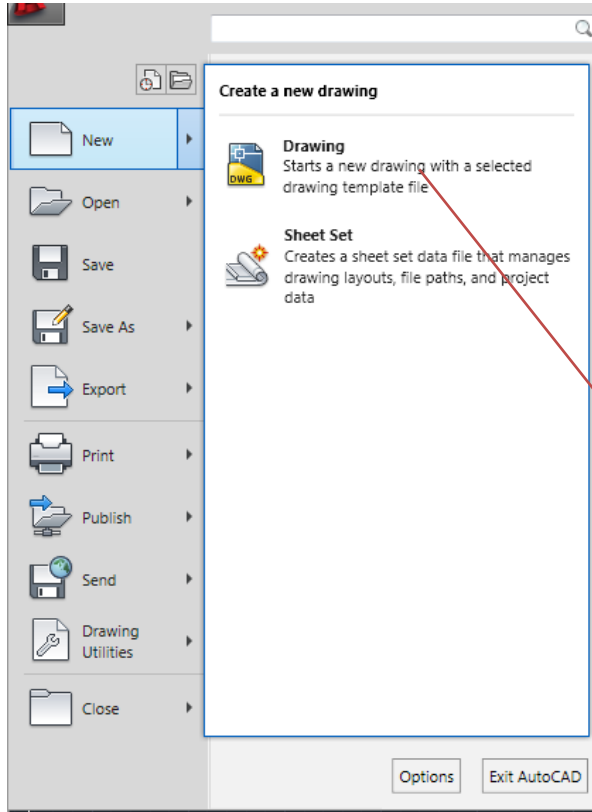 Create a new drawing
New
Drawing
DWG
Starts a new drawing with a selected
drawing template file
Open
Sheet Set
Creates a sheet set data file that manages
drawing layouts, file paths, and project
data
Save
Save As
Export
Print
Publish
Send
Drawing
Utilities
Close
Options
Exit AutoCAD